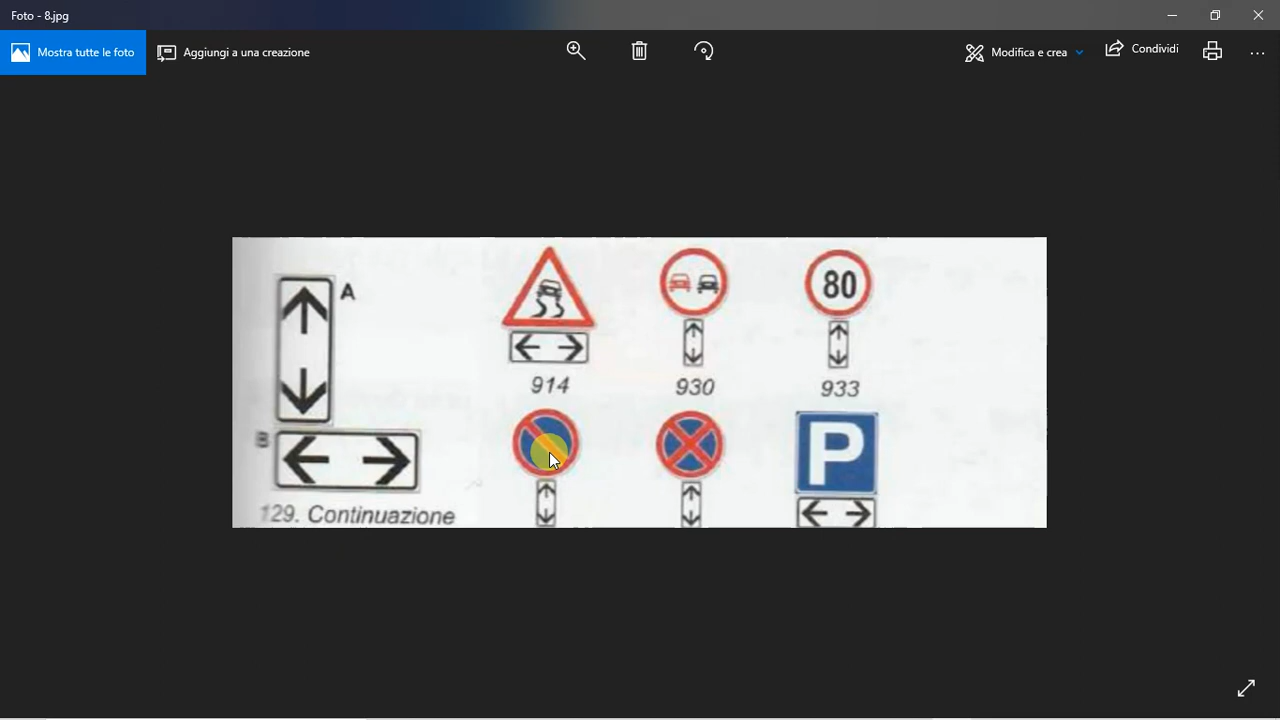 Foto - 8.jpg
Mostra tutte le foto
Aggiungi a una creazione
Modifica e crea
Condividi
A
80
914
930
933
B
P
129. Continuazione